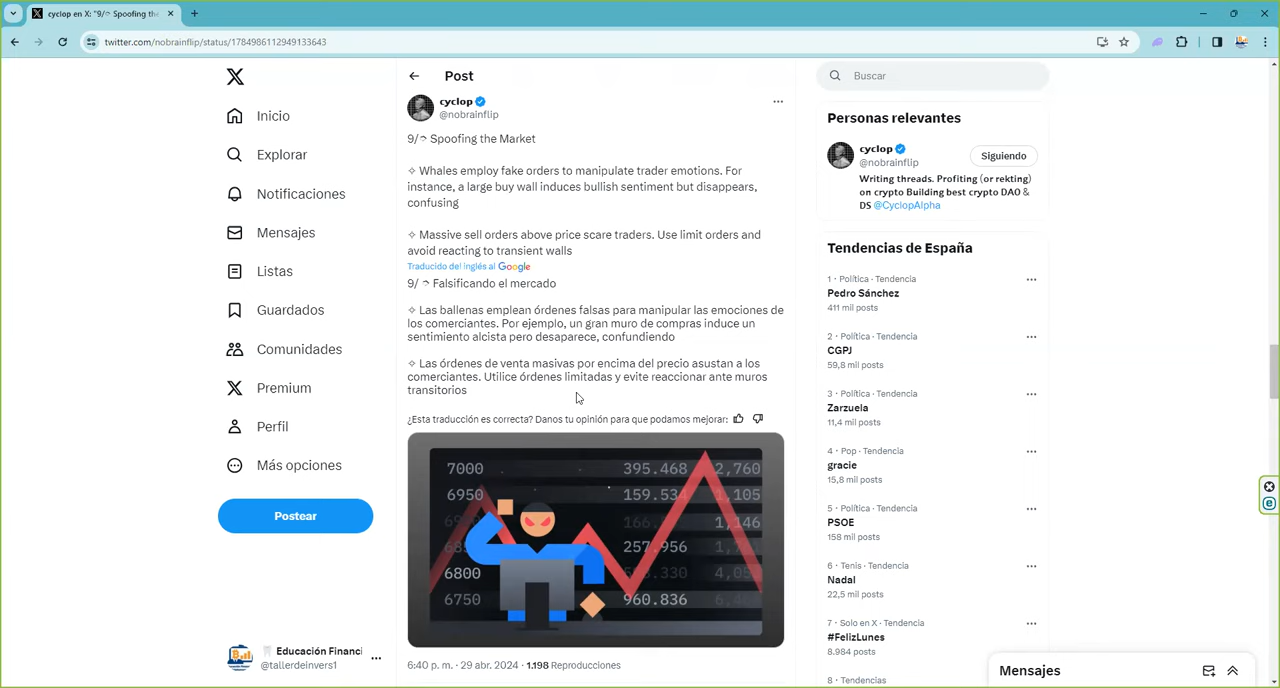 cyclop en X: "9/ Spoofing the
twitter.com/nobrainflip/status/1784986112949133643
Inicio
Explorar
Notificaciones
Mensajes
Listas
Guardados
Comunidades
Premium
Perfil
Más opciones
Postear
Educación Financi
@tallerdeinvers1
Post
cyclop
@nobrainflip
9/ Spoofing the Market
✧ Whales employ fake orders to manipulate trader emotions. For
instance, a large buy wall induces bullish sentiment but disappears,
confusing
✧ Massive sell orders above price scare traders. Use limit orders and
avoid reacting to transient walls
Traducido del inglés al Google
9/ Falsificando el mercado
✧ Las ballenas emplean órdenes falsas para manipular las emociones de
los comerciantes. Por ejemplo, un gran muro de compras induce un
sentimiento alcista pero desaparece, confundiendo
✧ Las órdenes de venta masivas por encima del precio asustan a los
comerciantes. Utilice órdenes limitadas y evite reaccionar ante muros
transitorios
¿Esta traducción es correcta? Danos tu opinión para que podamos mejorar:
7000 395.468 2,760
6950 159.534 1,105
1,146
257.956
6800
6750 960.836
6:40 p. m. · 29 abr. 2024 · 1.198 Reproducciones
Buscar
Personas relevantes
cyclop
@nobrainflip
Siguiendo
Writing threads. Profiting (or rekting)
on crypto Building best crypto DAO &
DS @CyclopAlpha
Tendencias de España
1 · Política · Tendencia
Pedro Sánchez
411 mil posts
2 · Política · Tendencia
CGPJ
59,8 mil posts
3 · Política · Tendencia
Zarzuela
11,4 mil posts
4 · Pop · Tendencia
gracie
15,8 mil posts
5 · Política · Tendencia
PSOE
158 mil posts
6 · Tenis · Tendencia
Nadal
22,5 mil posts
7 · Solo en X · Tendencia
#FelizLunes
8.984 posts
8 · Tendencias
Mensajes